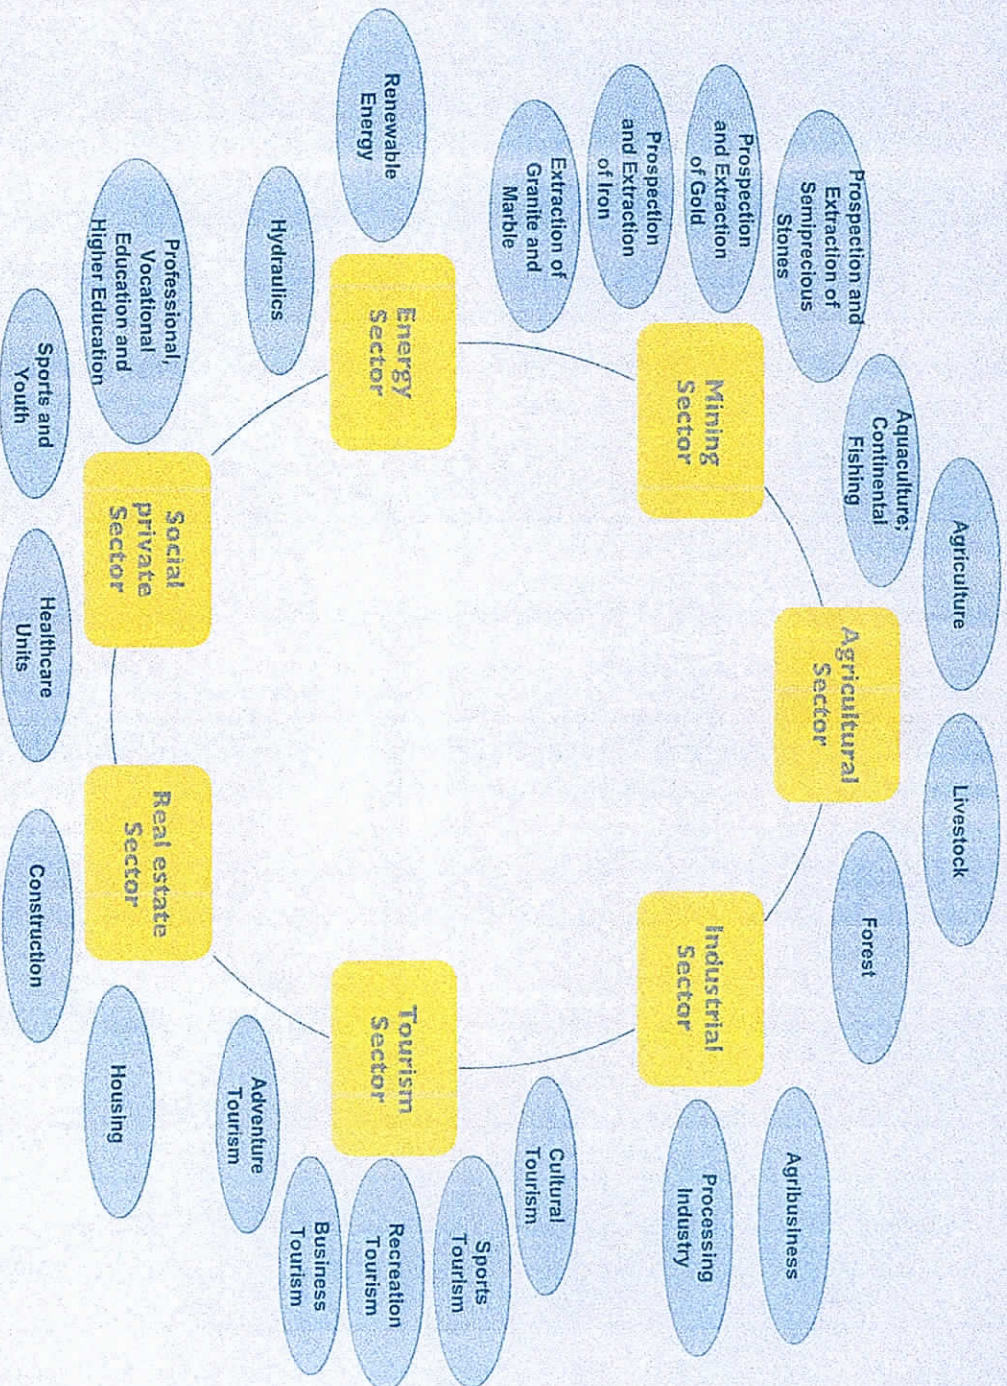 Agriculture
Livestock
Aquaculture;
Continental
Fishing
Forest
Agricultural
Sector
Prospection and
Extraction of
Semiprecious
Stones
Agribusiness
Prospection
and Extraction
of Gold
Mining
Sector
Industrial
Sector
Processing
Industry
Prospection
and Extraction
of Iron
Extraction of
Granite and
Marble
Cultural
Tourism
Renewable
Energy
Energy
Sector
Tourism
Sector
Sports
Tourism
Recreation
Tourism
Business
Tourism
Hydraulics
Adventure
Tourism
Professional,
Vocational
Education and
Higher Education
Social
private
Sector
Real estate
Sector
Housing
Sports and
Youth
Healthcare
Units
Construction